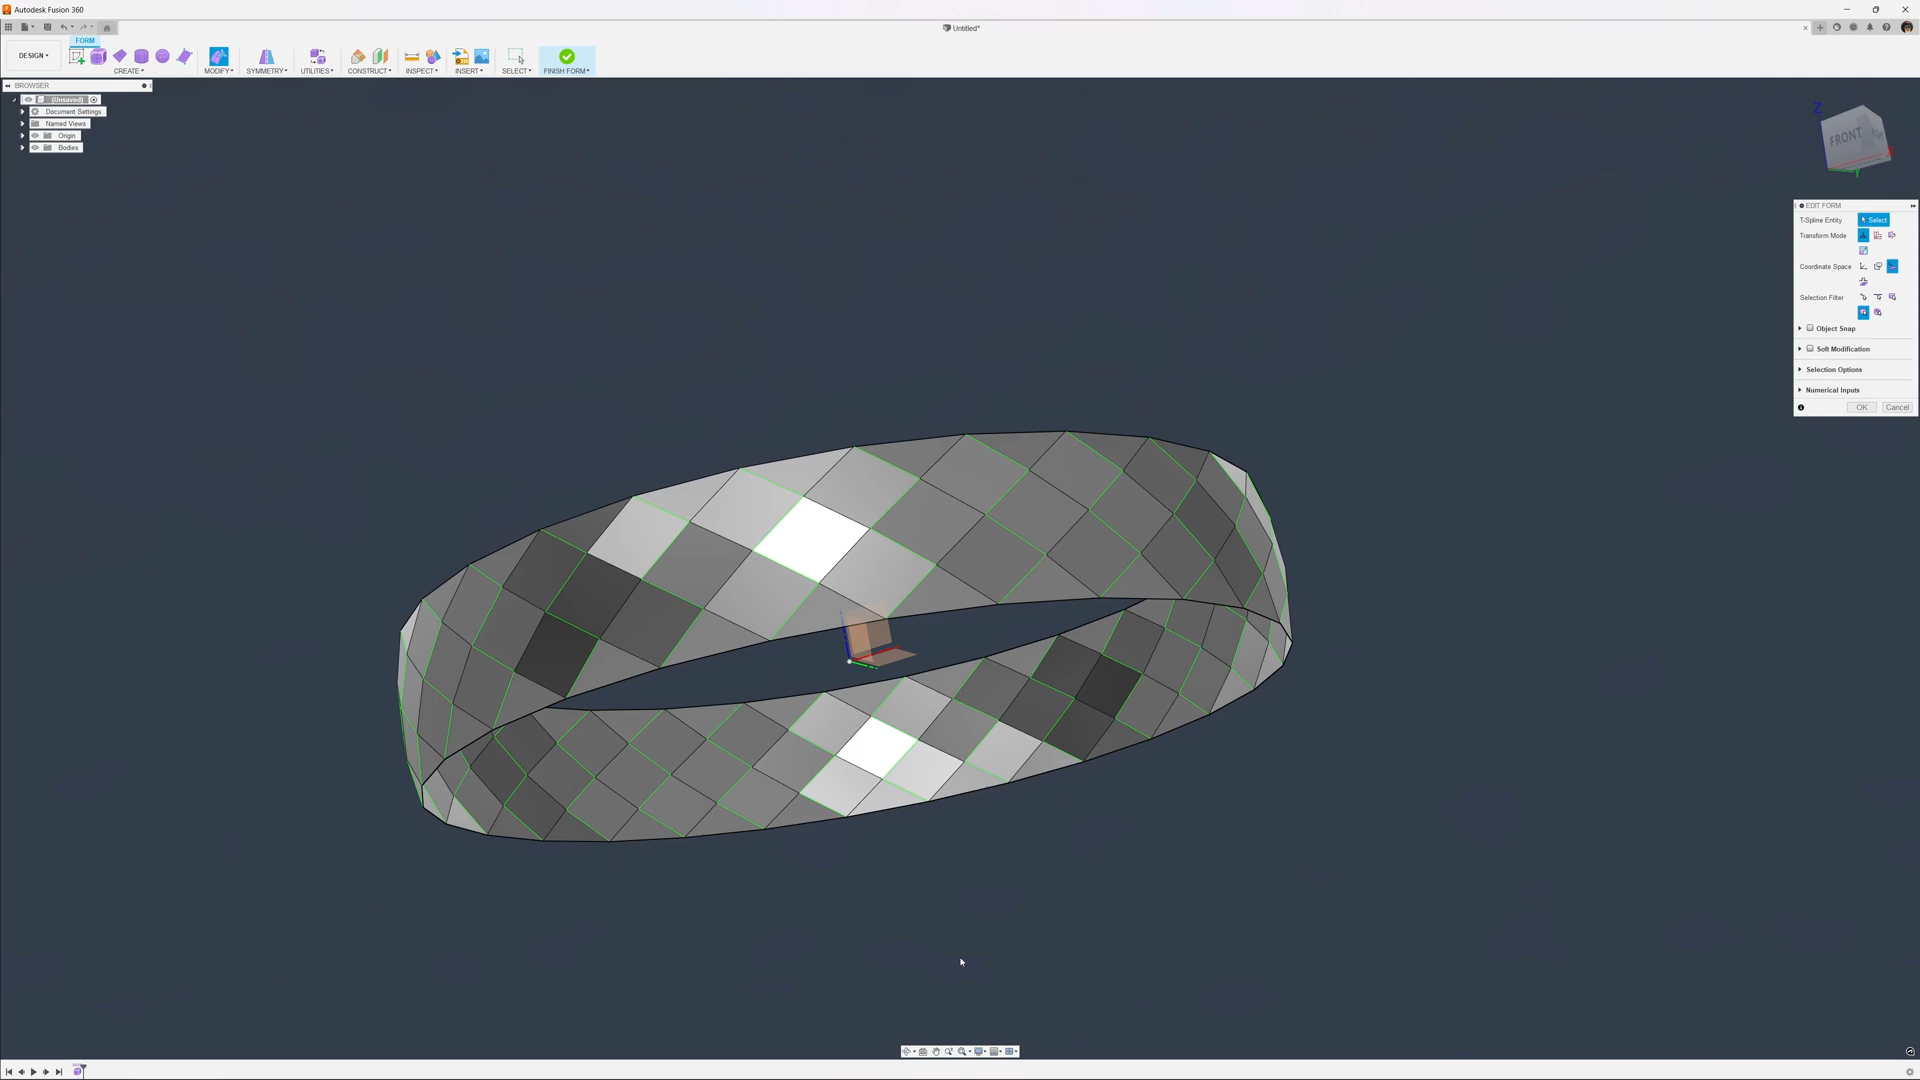 Autodesk Fusion 360
Untitled*
FORM
DESIGN
CREATE
MODIFY
SYMMETRY
UTILITIES
CONSTRUCT
INSPECT
INSERT
SELECT
FINISH FORM
BROWSER
(Unsaved)
Document Settings
Named Views
Origin
Bodies
Z
FRONT
X
Y
EDIT FORM
T-Spline Entity
Select
Transform Mode
Coordinate Space
Selection Filter
Object Snap
Soft Modification
Selection Options
Numerical Inputs
OK
Cancel